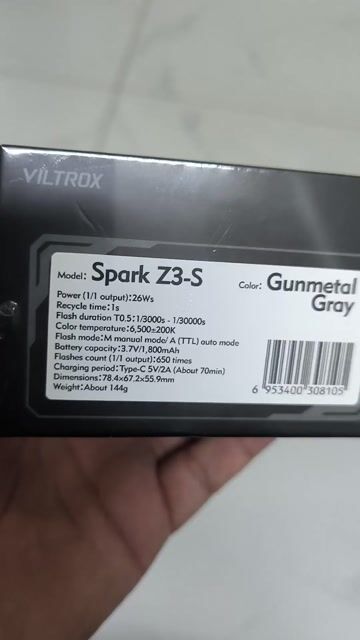 VILTROX
Model: Spark Z3-S
Color: Gunmetal
Gray
Power (1/1 output):26Ws
Recycle time:1s
Flash duration T0.5:1/3000s - 1/30000s
Color temperature:6,500±200K
Flash mode:M manual mode/ A (TTL) auto mode
Battery capacity:3.7V/1,800mAh
Flashes count (1/1 output):650 times
Charging period:Type-C 5V/2A (About 70min)
Dimensions:78.4×67.2×55.9mm
Weight:About 144g
6 953400 308105